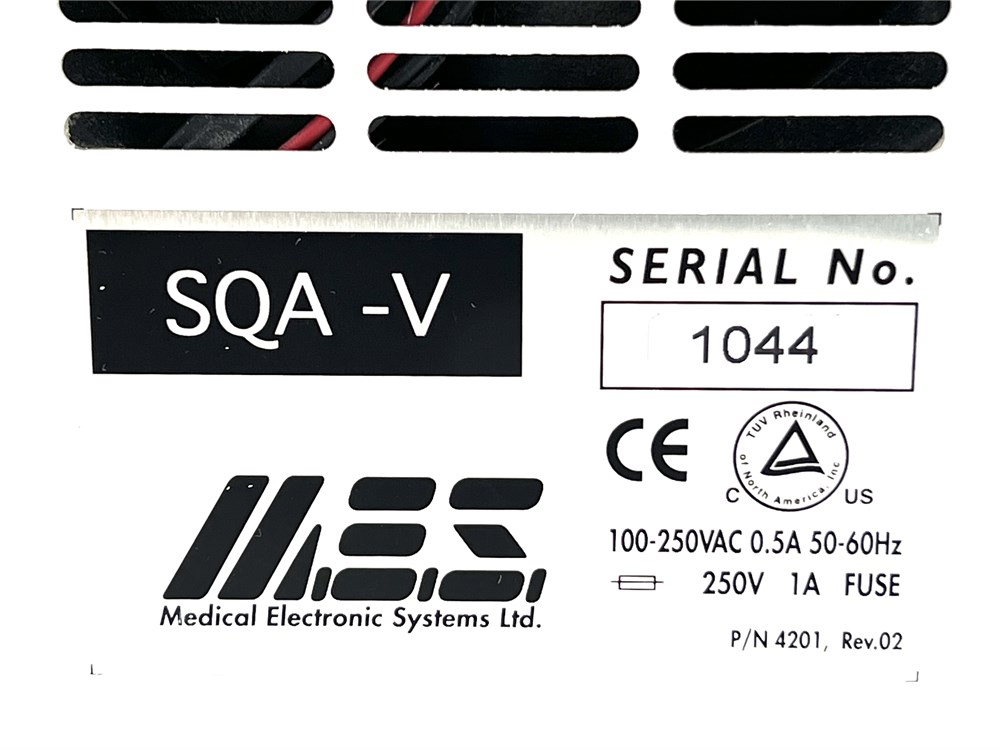 SQA -V
SERIAL No.
1044
CE
TUV Rheinland
of North America, Inc
C US
M.E.S.
Medical Electronic Systems Ltd.
100-250VAC 0.5A 50-60Hz
250V 1A FUSE
P/N 4201, Rev.02